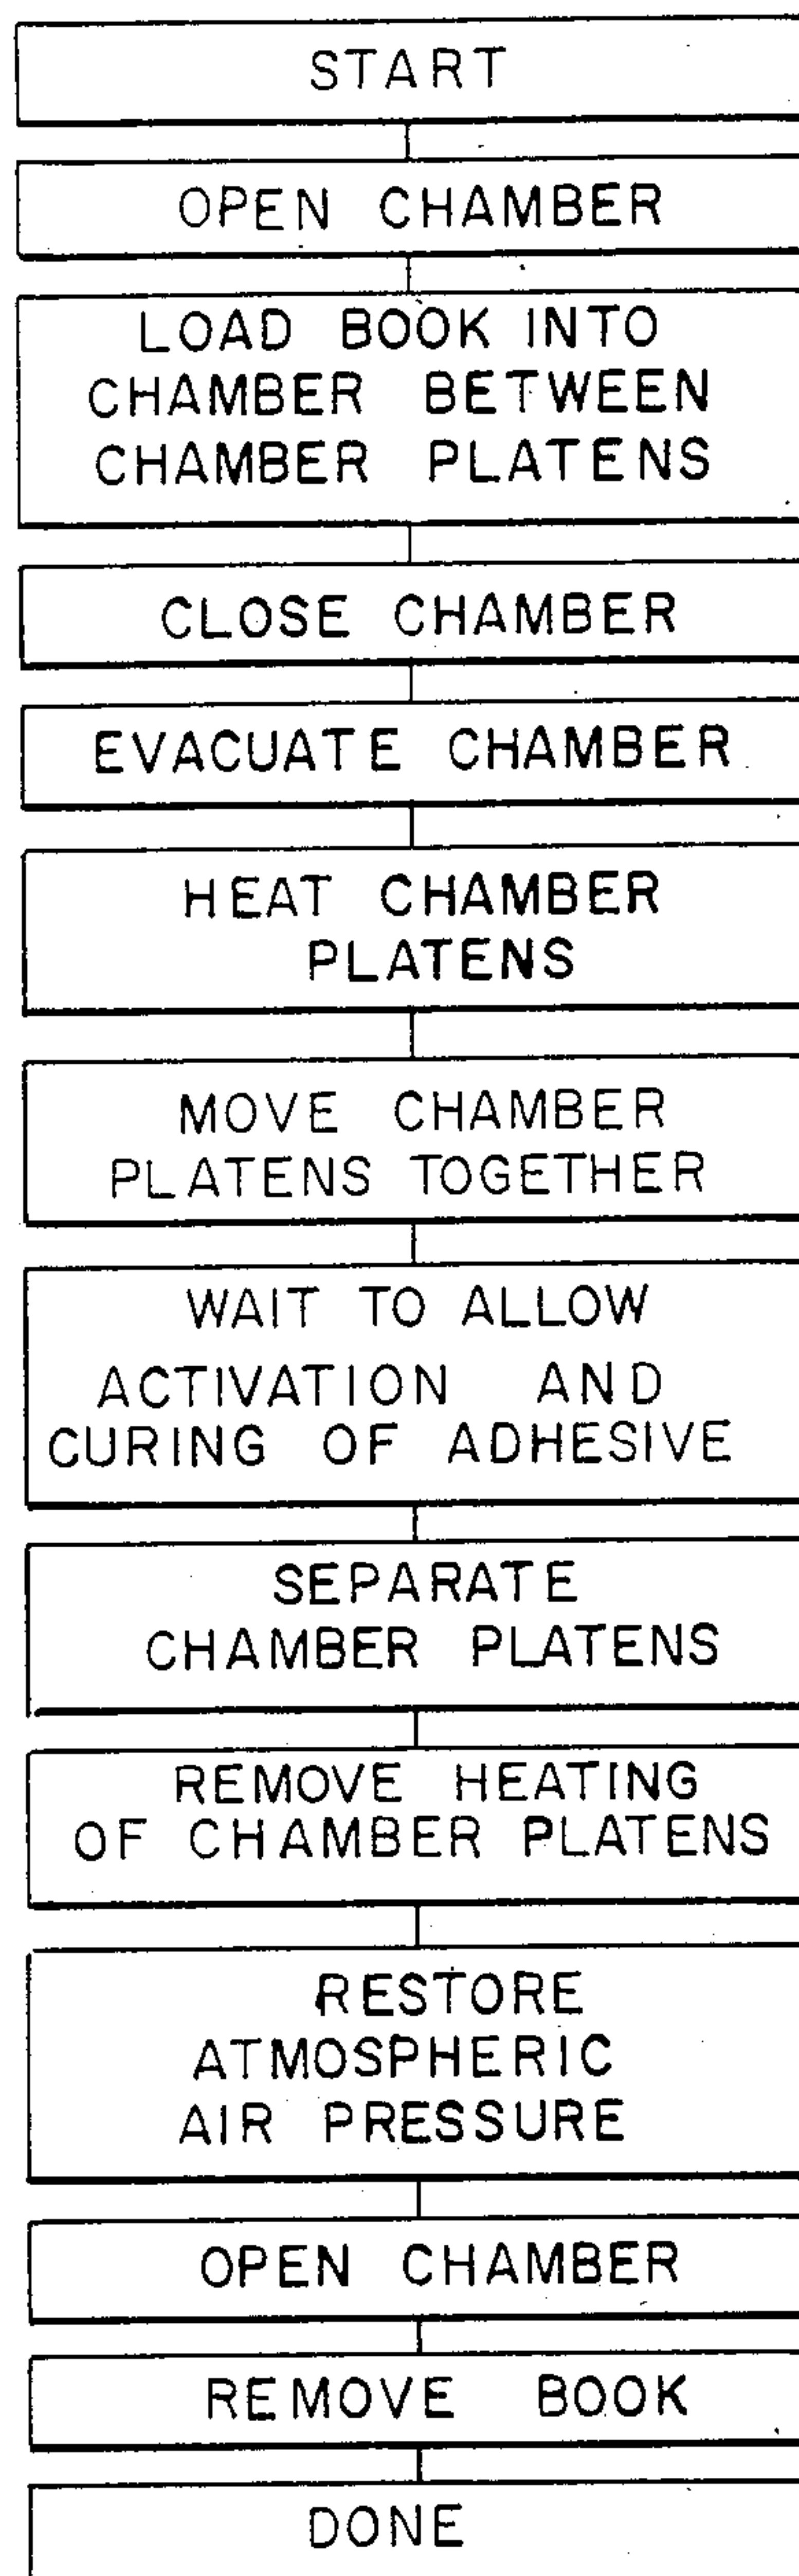 START
OPEN CHAMBER
LOAD BOOK INTO
CHAMBER BETWEEN
CHAMBER PLATENS
CLOSE CHAMBER
EVACUATE CHAMBER
HEAT CHAMBER
PLATENS
MOVE CHAMBER
PLATENS TOGETHER
WAIT TO ALLOW
ACTIVATION AND
CURING OF ADHESIVE
SEPARATE
CHAMBER PLATENS
REMOVE HEATING
OF CHAMBER PLATENS
RESTORE
ATMOSPHERIC
AIR PRESSURE
OPEN CHAMBER
REMOVE BOOK
DONE